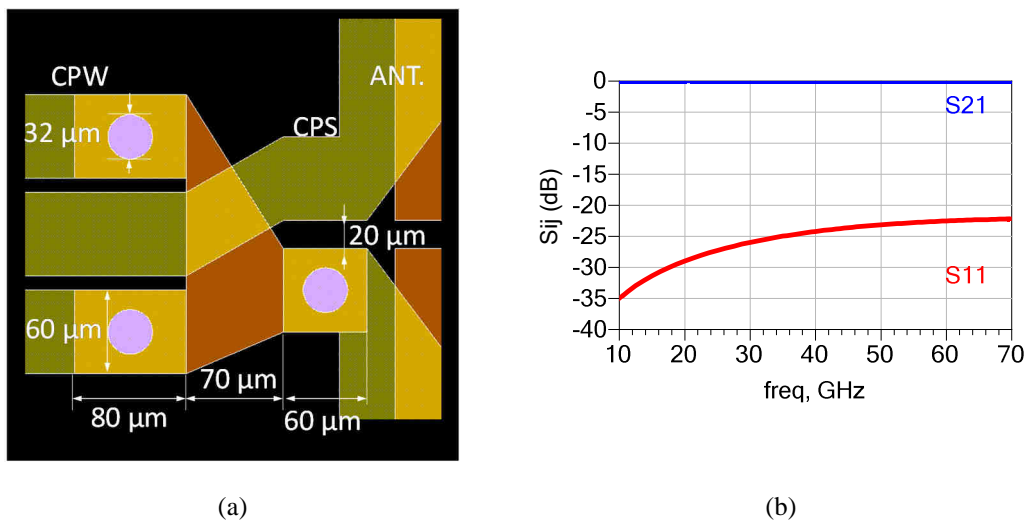 CPW
ANT.
32 µm
CPS
20 µm
60 µm
70 µm
80 µm
60 µm
(a)
0
-5
-10
-15
-20
-25
-30
-35
-40
Sij (dB)
S21
S11
10
20
30
40
50
60
70
freq, GHz
(b)